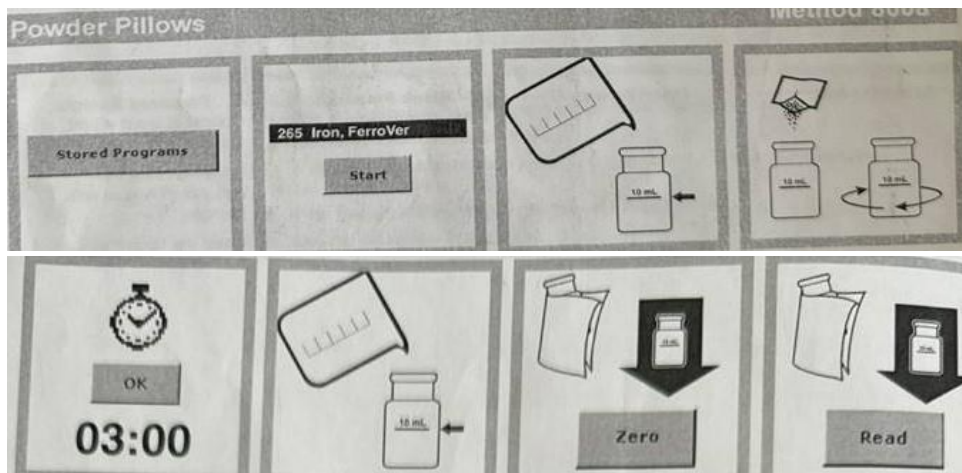 Powder Pillows
Method 8008
Stored Programs
265 Iron, FerroVer
Start
10 mL
10 mL
10 mL
OK
03:00
10 mL
Zero
Read